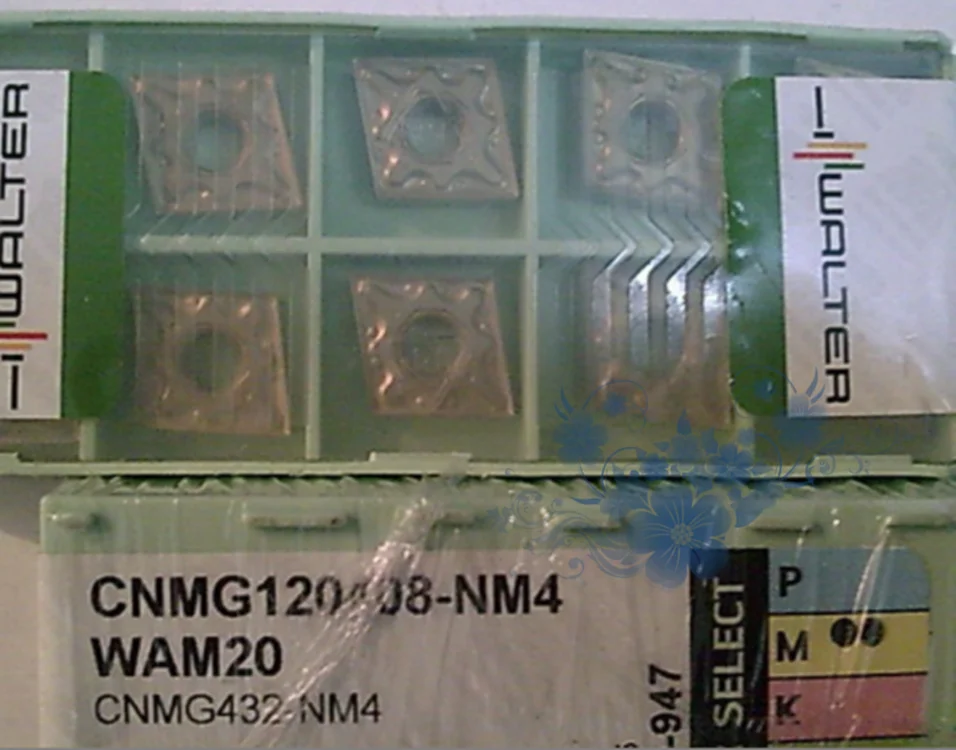 WALTER
WALTER
CNMG120408-NM4
WAM20
CNMG432-NM4
-947
SELECT
P
M
K